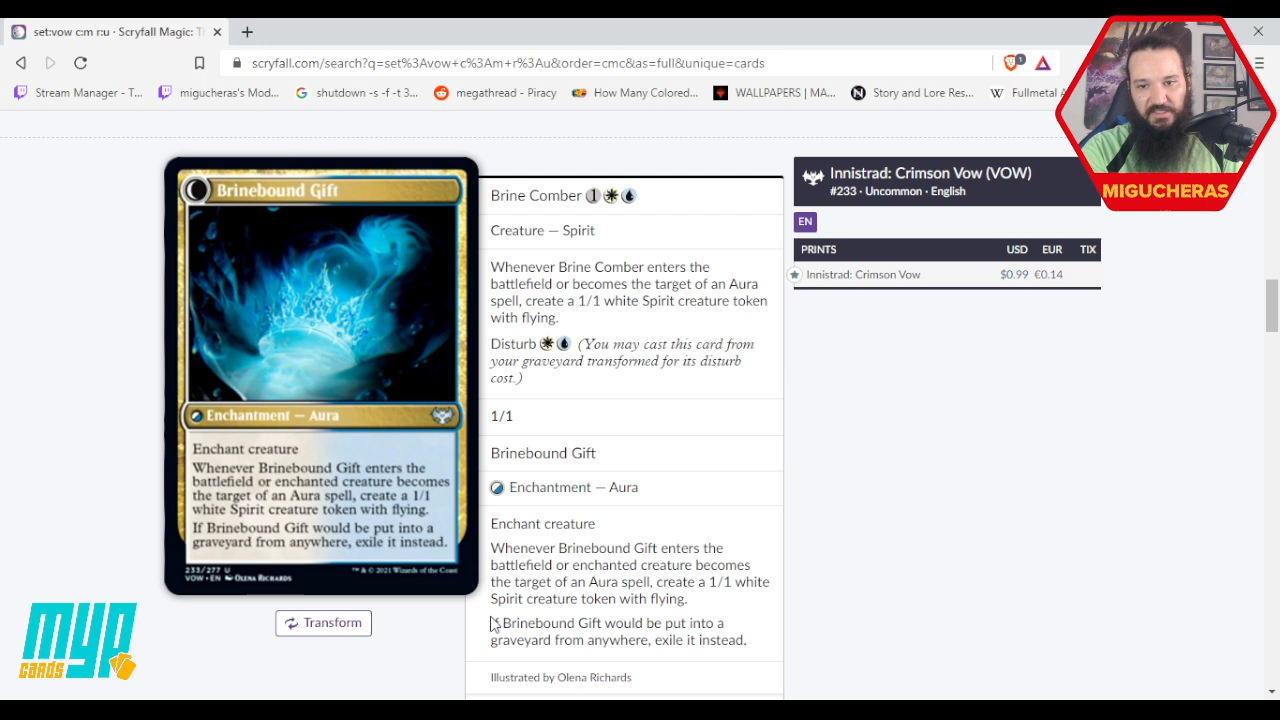 set:vow c:m r:u · Scryfall Magic: T
scryfall.com/search?q=set%3Avow+c%3Am+r%3Au&order=cmc&as=full&unique=cards
1
Stream Manager - T...
migucheras's Mod...
shutdown -s -f -t 3...
megathread - Piracy
How Many Colored...
WALLPAPERS | MA...
Story and Lore Res...
Fullmetal
MIGUCHERAS
Brinebound Gift
Enchantment — Aura
Enchant creature
Whenever Brinebound Gift enters the
battlefield or enchanted creature becomes
the target of an Aura spell, create a 1/1
white Spirit creature token with flying.
If Brinebound Gift would be put into a
graveyard from anywhere, exile it instead.
233/277 U
VOW • EN Olena Richards
™ & © 2021 Wizards of the Coast
Transform
Brine Comber 1
Creature — Spirit
Whenever Brine Comber enters the
battlefield or becomes the target of an Aura
spell, create a 1/1 white Spirit creature token
with flying.
Disturb (You may cast this card from
your graveyard transformed for its disturb
cost.)
1/1
Brinebound Gift
Enchantment — Aura
Enchant creature
Whenever Brinebound Gift enters the
battlefield or enchanted creature becomes
the target of an Aura spell, create a 1/1 white
Spirit creature token with flying.
Brinebound Gift would be put into a
graveyard from anywhere, exile it instead.
Illustrated by Olena Richards
Innistrad: Crimson Vow (VOW)
#233 · Uncommon · English
EN
PRINTS USD EUR TIX
Innistrad: Crimson Vow $0.99 €0.14
myp
cards